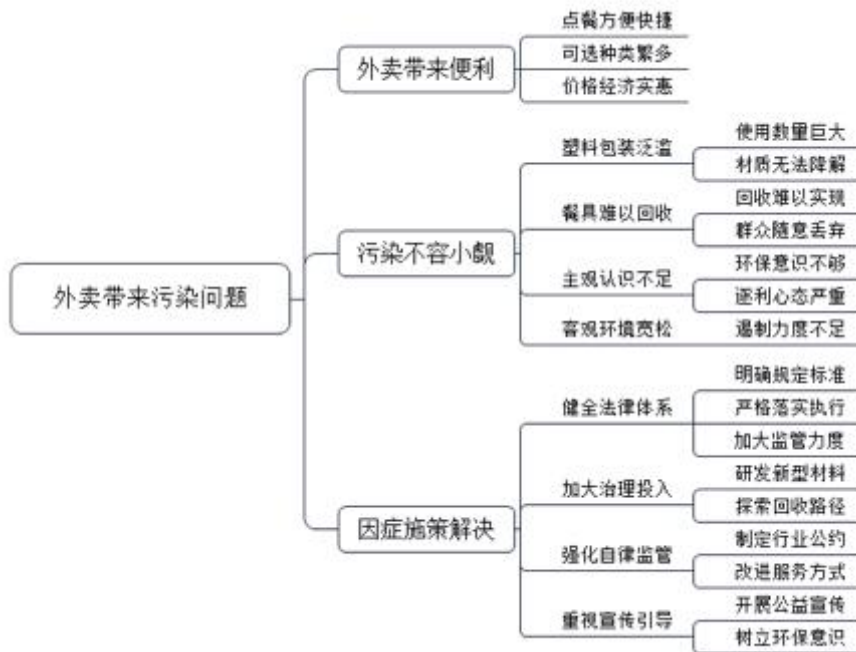 外卖带来污染问题
外卖带来便利
点餐方便快捷
可选种类繁多
价格经济实惠
污染不容小觑
塑料包装泛滥
使用数量巨大
材质无法降解
餐具难以回收
回收难以实现
群众随意丢弃
主观认识不足
环保意识不够
逐利心态严重
客观环境宽松
遏制力度不足
因症施策解决
健全法律体系
明确规定标准
严格落实执行
加大监管力度
加大治理投入
研发新型材料
探索回收路径
强化自律监管
制定行业公约
改进服务方式
重视宣传引导
开展公益宣传
树立环保意识